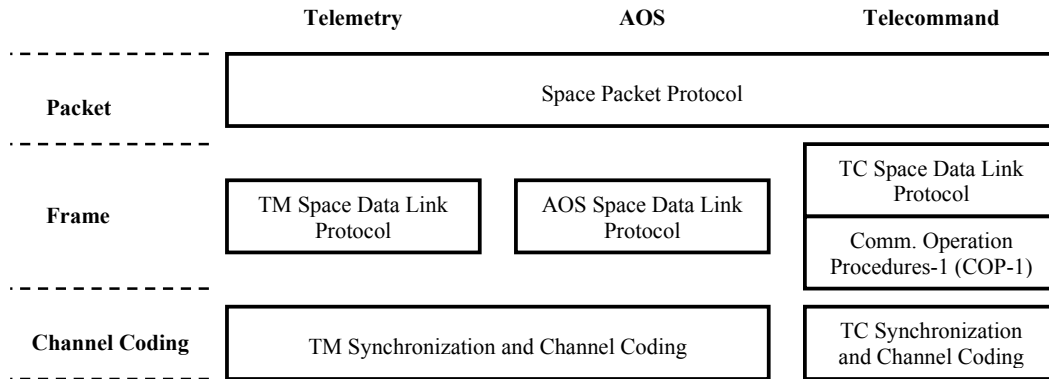 Telemetry AOS Telecommand
Space Packet Protocol
Packet
TC Space Data Link
Protocol
Frame
TM Space Data Link
Protocol
AOS Space Data Link
Protocol
Comm. Operation
Procedures-1 (COP-1)
Channel Coding
TM Synchronization and Channel Coding
TC Synchronization
and Channel Coding